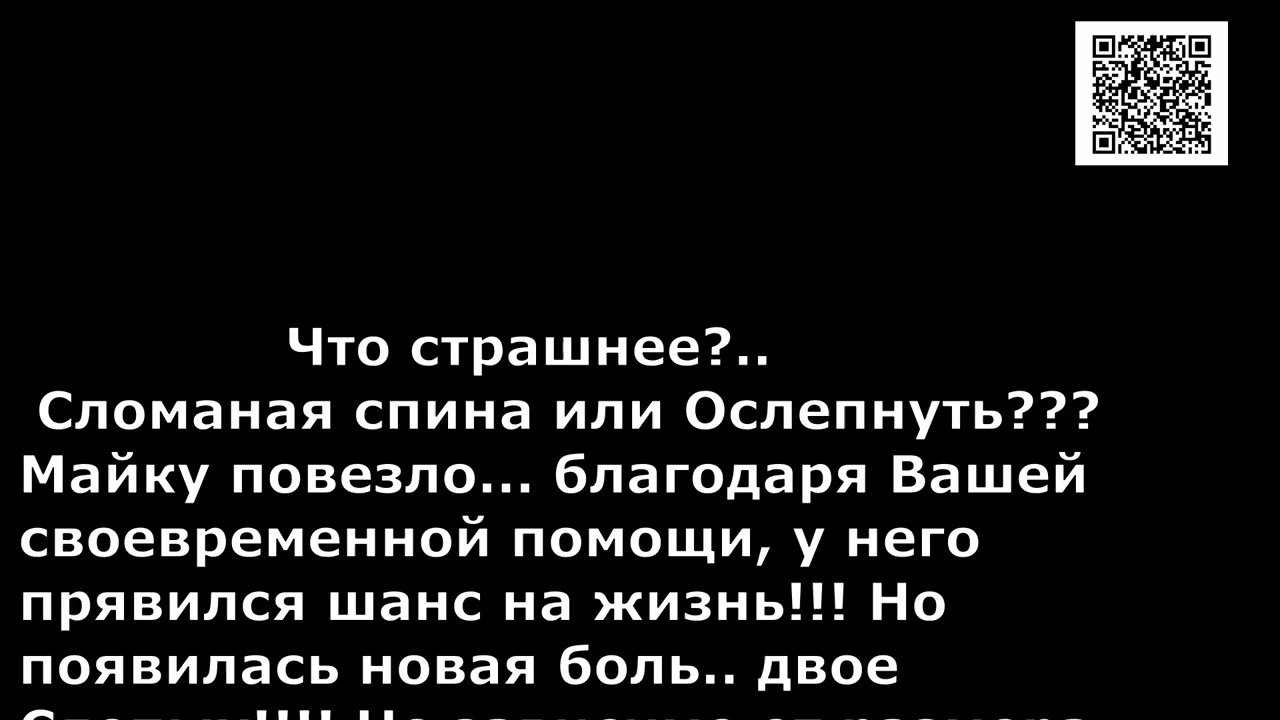 Что страшнее?..
Сломаная спина или Ослепнуть???
Майку повезло... благодаря Вашей
своевременной помощи, у него
прявился шанс на жизнь!!! Но
появилась новая боль.. двое